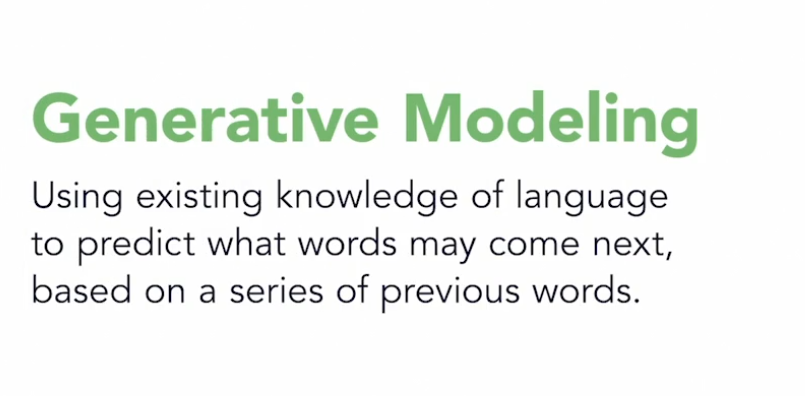 Generative Modeling
Using existing knowledge of language
to predict what words may come next,
based on a series of previous words.